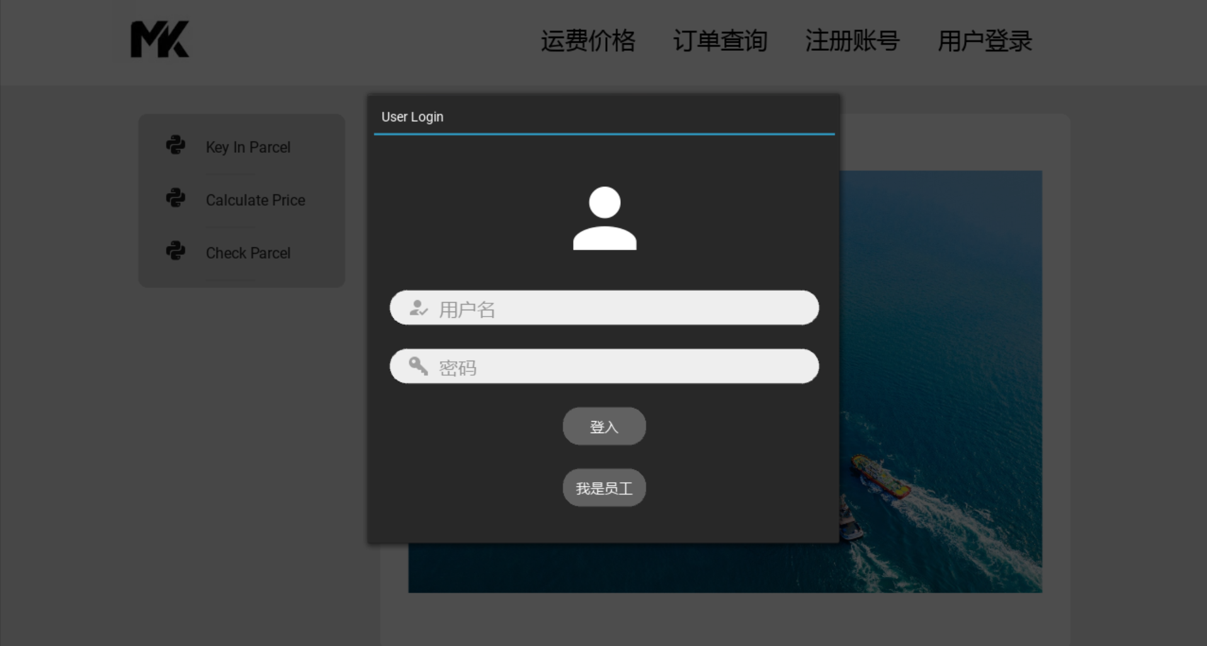 MK
运费价格 订单查询 注册账号 用户登录
Key In Parcel
Calculate Price
Check Parcel
User Login
用户名
密码
登入
我是员工